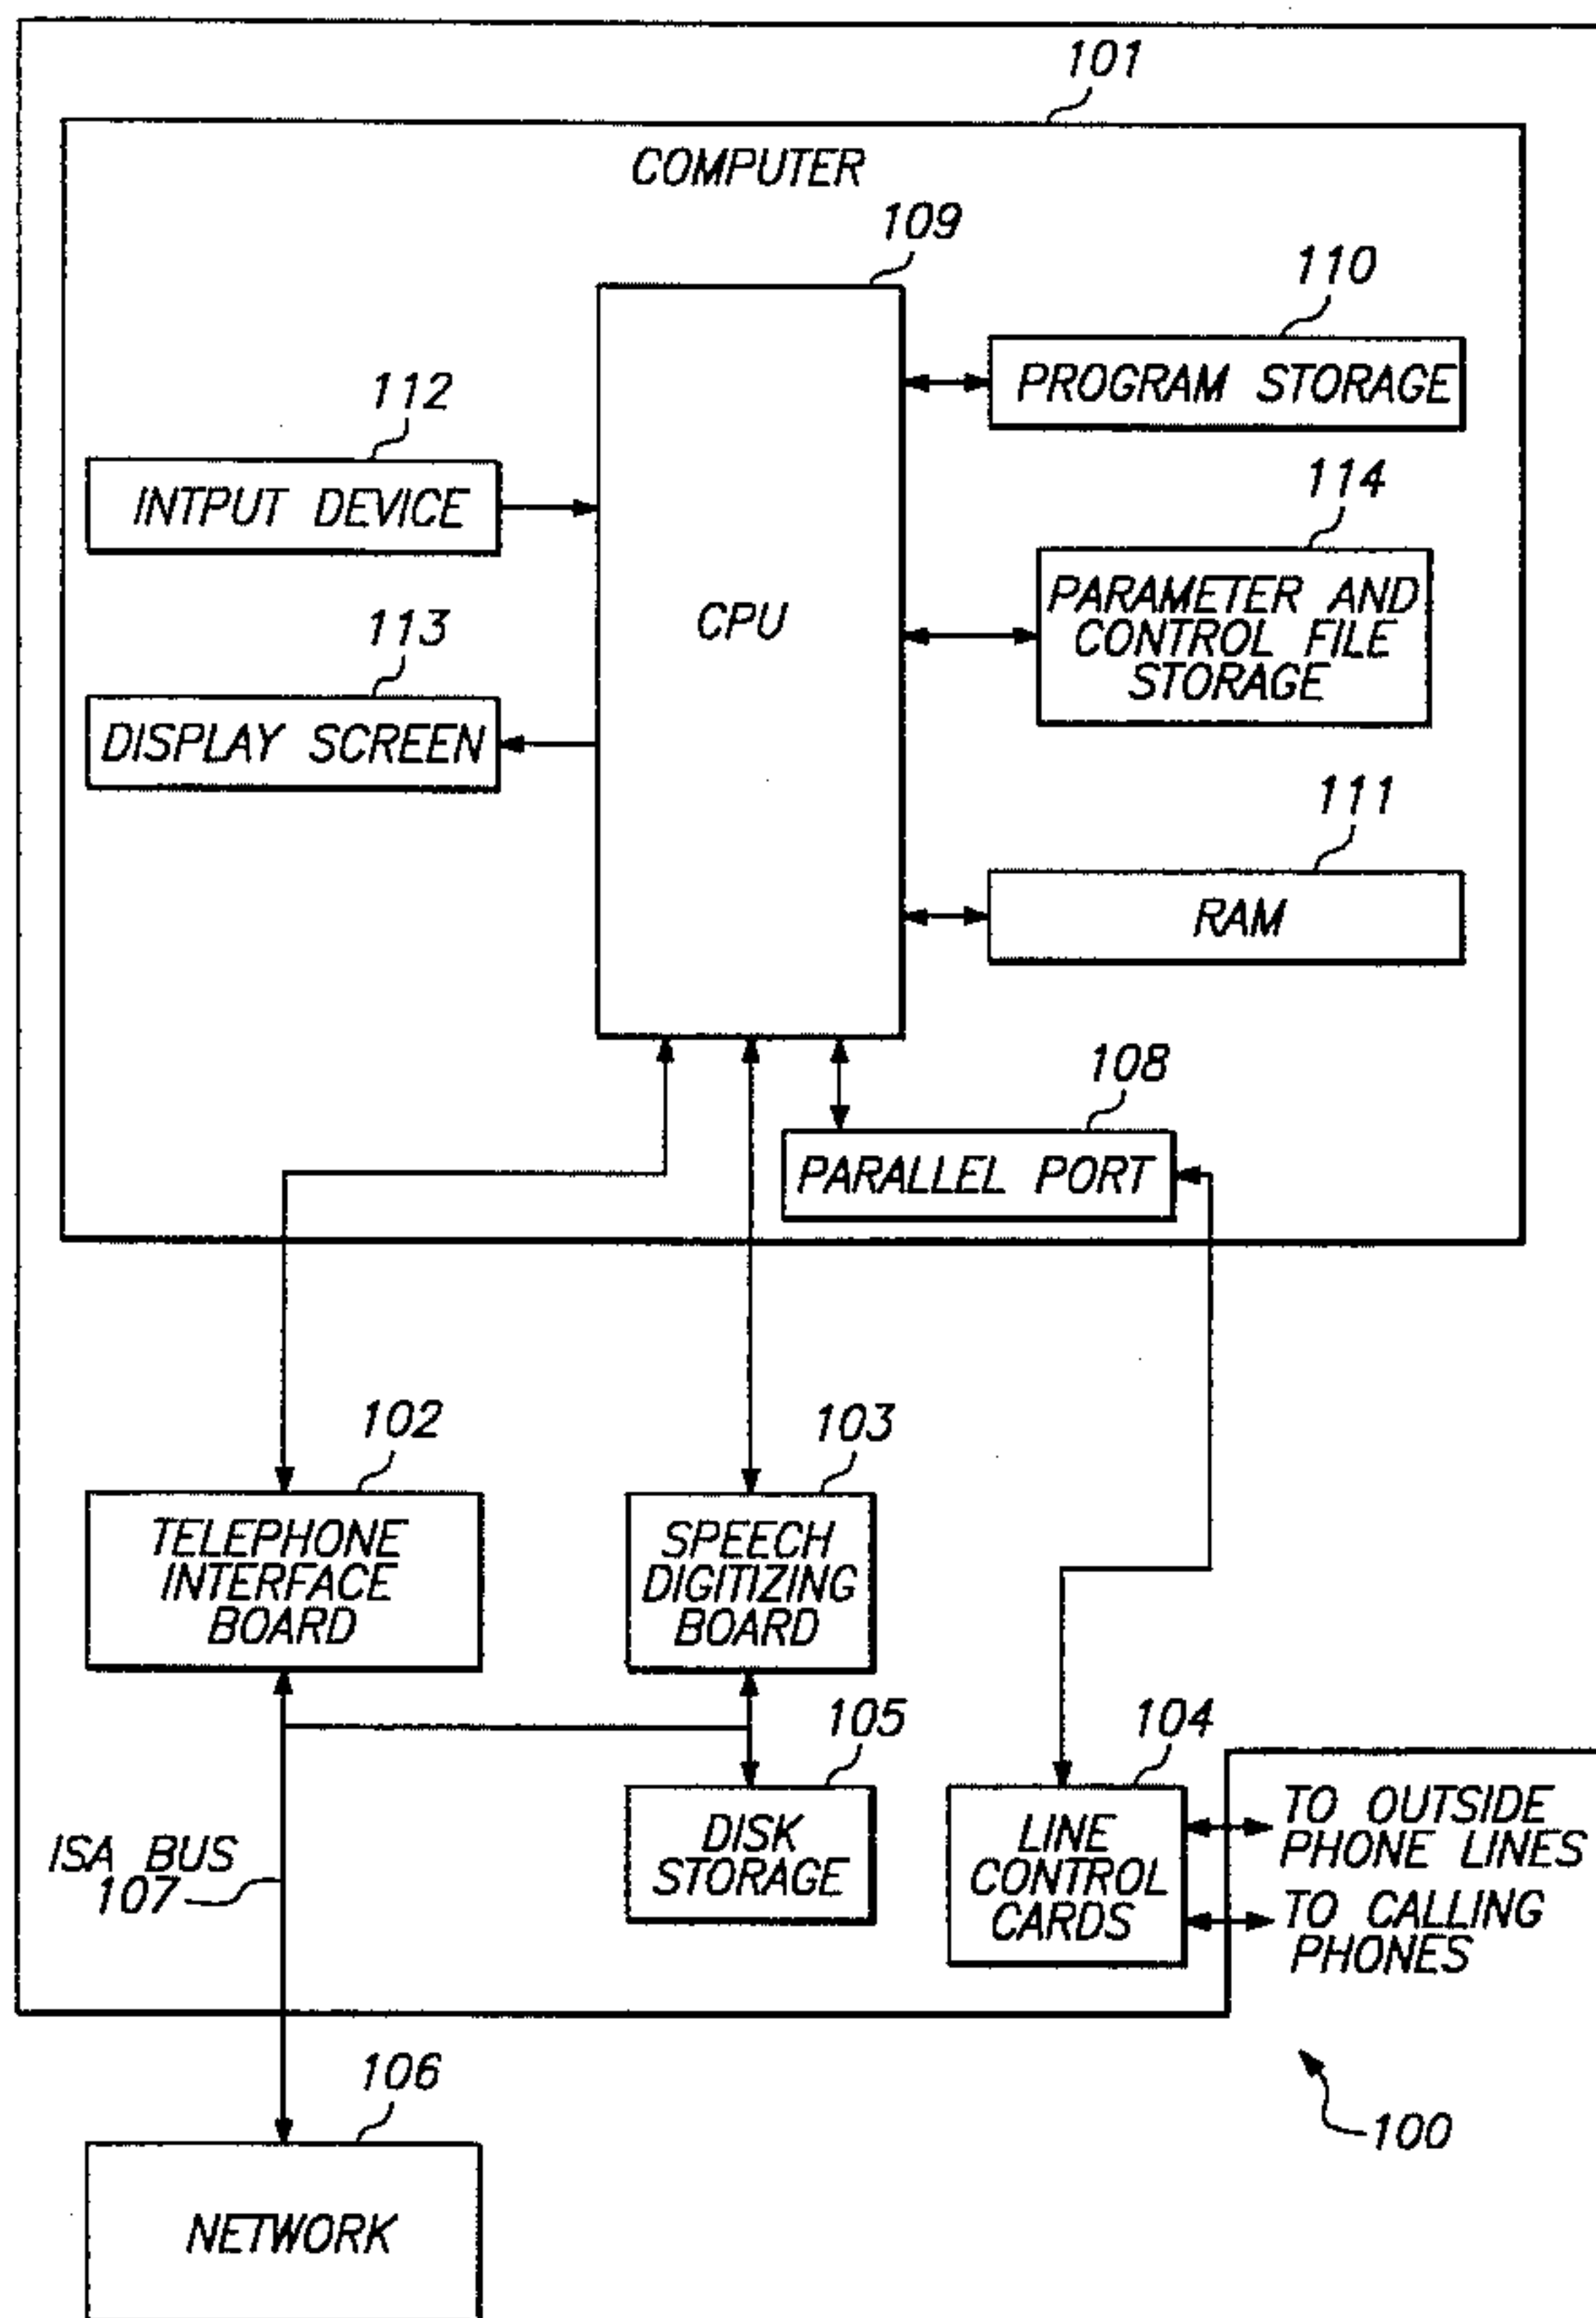 101
COMPUTER
109
110
PROGRAM STORAGE
112
INTPUT DEVICE
114
PARAMETER AND
CONTROL FILE
STORAGE
CPU
113
DISPLAY SCREEN
111
RAM
108
PARALLEL PORT
102
TELEPHONE
INTERFACE
BOARD
103
SPEECH
DIGITIZING
BOARD
105
DISK
STORAGE
104
LINE
CONTROL
CARDS
TO OUTSIDE
PHONE LINES
TO CALLING
PHONES
ISA BUS
107
106
NETWORK
100